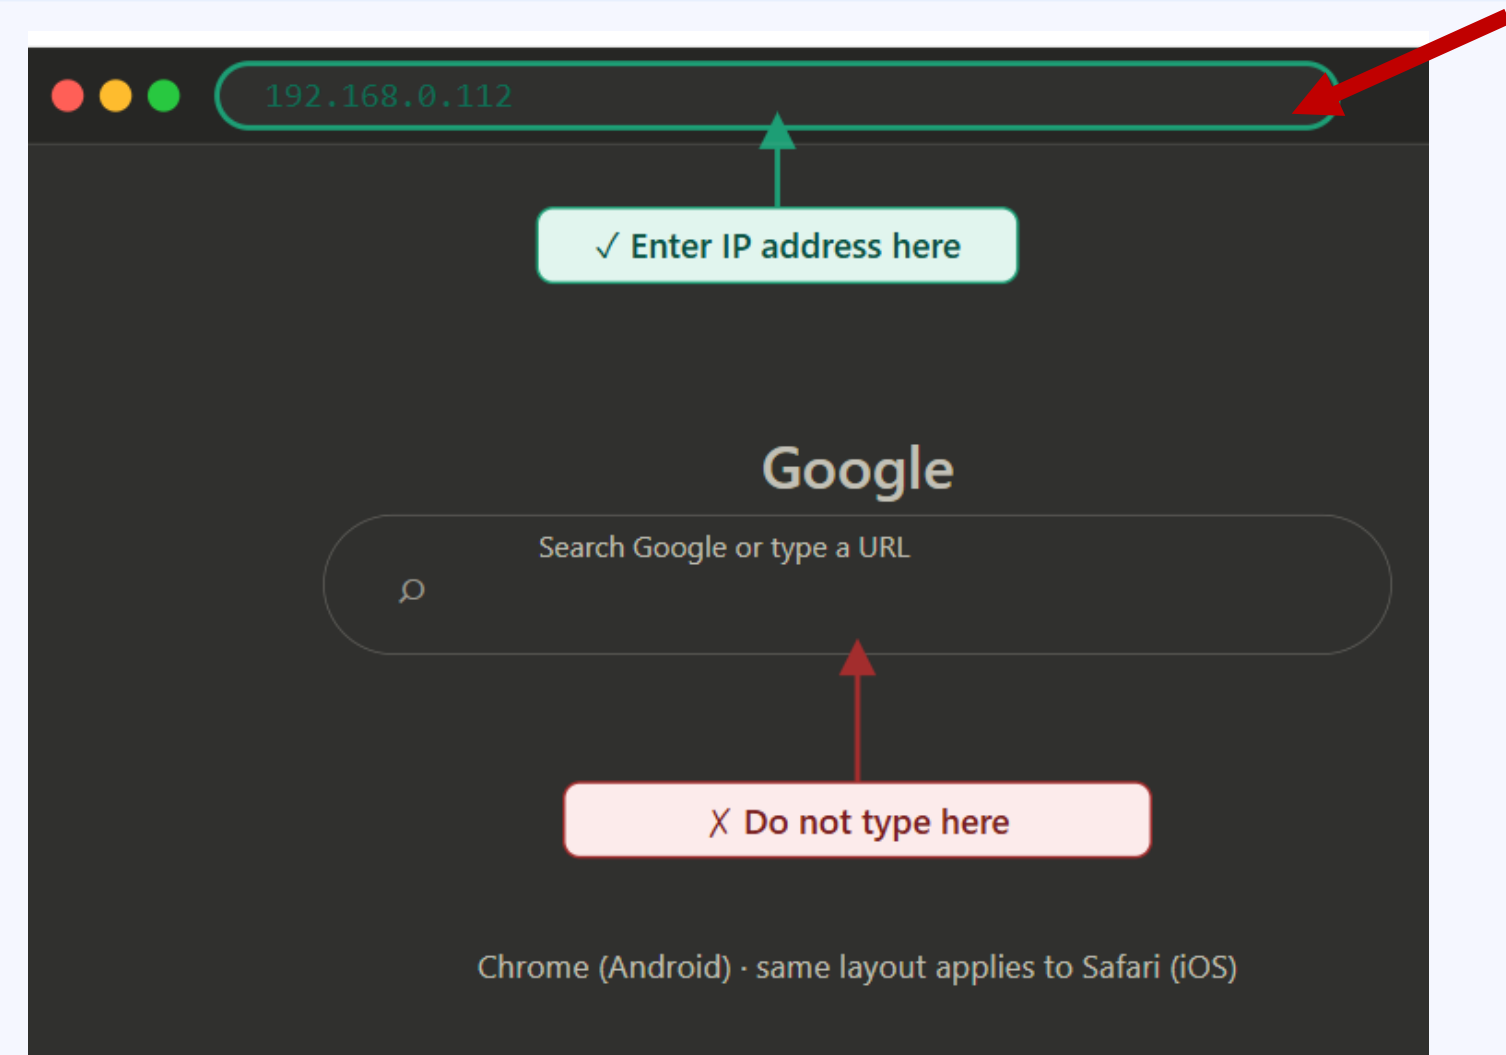 192.168.0.112
✓ Enter IP address here
Google
Search Google or type a URL
✗ Do not type here
Chrome (Android) · same layout applies to Safari (iOS)